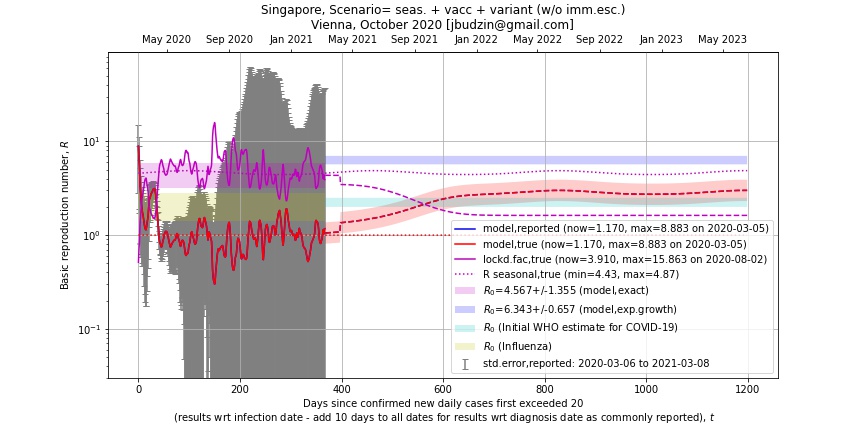 Singapore, Scenario= seas. + vacc + variant (w/o imm.esc.)
Vienna, October 2020 [jbudzin@gmail.com]
May 2020 Sep 2020 Jan 2021 May 2021 Sep 2021 Jan 2022 May 2022 Sep 2022 Jan 2023 May 2023
Basic reproduction number, R
10¹
10⁰
10⁻¹
model,reported (now=1.170, max=8.883 on 2020-03-05)
model,true (now=1.170, max=8.883 on 2020-03-05)
lockd.fac,true (now=3.910, max=15.863 on 2020-08-02)
R seasonal,true (min=4.43, max=4.87)
R₀=4.567+/-1.355 (model,exact)
R₀=6.343+/-0.657 (model,exp.growth)
R₀ (Initial WHO estimate for COVID-19)
R₀ (Influenza)
std.error,reported: 2020-03-06 to 2021-03-08
0 200 400 600 800 1000 1200
Days since confirmed new daily cases first exceeded 20
(results wrt infection date - add 10 days to all dates for results wrt diagnosis date as commonly reported), t